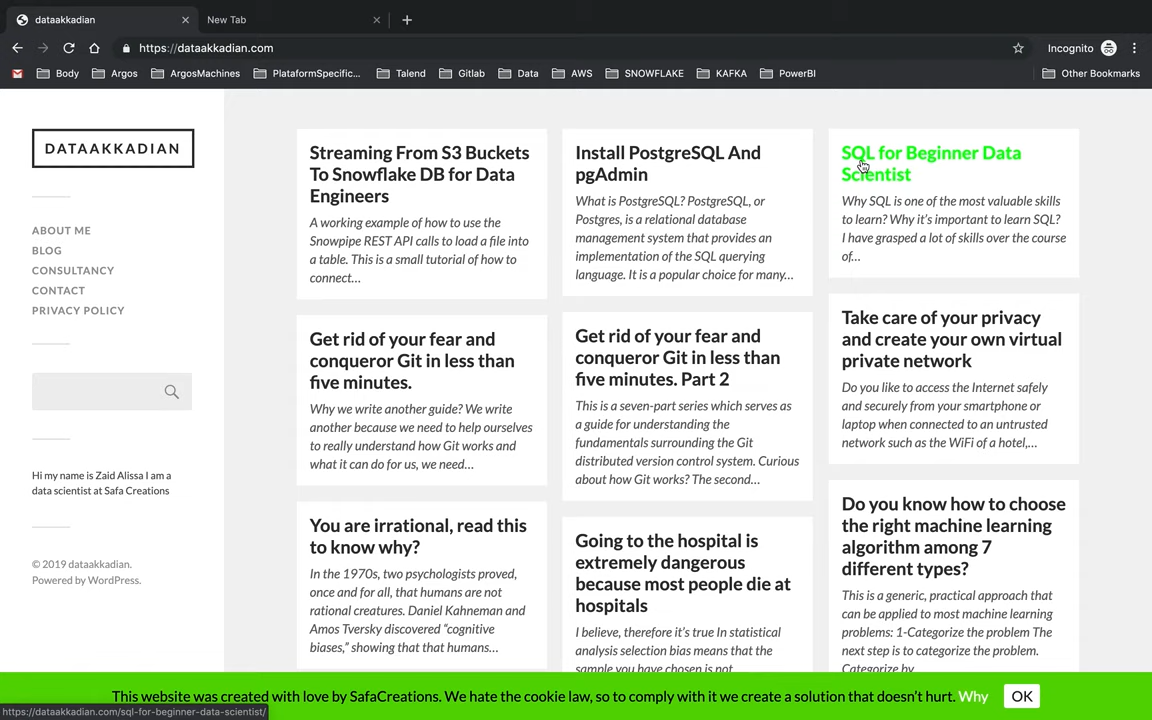 dataakkadian
New Tab
https://dataakkadian.com
Incognito
Body
Argos
ArgosMachines
PlataformSpecific...
Talend
Gitlab
Data
AWS
SNOWFLAKE
KAFKA
PowerBI
Other Bookmarks
DATAAKKADIAN
ABOUT ME
BLOG
CONSULTANCY
CONTACT
PRIVACY POLICY
Hi my name is Zaid Alissa I am a
data scientist at Safa Creations
© 2019 dataakkadian.
Powered by WordPress.
Streaming From S3 Buckets
To Snowflake DB for Data
Engineers
A working example of how to use the
Snowpipe REST API calls to load a file into
a table. This is a small tutorial of how to
connect...
Get rid of your fear and
conqueror Git in less than
five minutes.
Why we write another guide? We write
another because we need to help ourselves
to really understand how Git works and
what it can do for us, we need...
You are irrational, read this
to know why?
In the 1970s, two psychologists proved,
once and for all, that humans are not
rational creatures. Daniel Kahneman and
Amos Tversky discovered “cognitive
biases,” showing that that humans...
Install PostgreSQL And
pgAdmin
What is PostgreSQL? PostgreSQL, or
Postgres, is a relational database
management system that provides an
implementation of the SQL querying
language. It is a popular choice for many...
Get rid of your fear and
conqueror Git in less than
five minutes. Part 2
This is a seven-part series which serves as
a guide for understanding the
fundamentals surrounding the Git
distributed version control system. Curious
about how Git works? The second...
Going to the hospital is
extremely dangerous
because most people die at
hospitals
I believe, therefore it’s true In statistical
analysis selection bias means that the
sample you have chosen is not
SQL for Beginner Data
Scientist
Why SQL is one of the most valuable skills
to learn? Why it’s important to learn SQL?
I have grasped a lot of skills over the course
of...
Take care of your privacy
and create your own virtual
private network
Do you like to access the Internet safely
and securely from your smartphone or
laptop when connected to an untrusted
network such as the WiFi of a hotel,...
Do you know how to choose
the right machine learning
algorithm among 7
different types?
This is a generic, practical approach that
can be applied to most machine learning
problems: 1-Categorize the problem The
next step is to categorize the problem.
Categorize by
This website was created with love by SafaCreations. We hate the cookie law, so to comply with it we create a solution that doesn’t hurt. Why
OK
https://dataakkadian.com/sql-for-beginner-data-scientist/